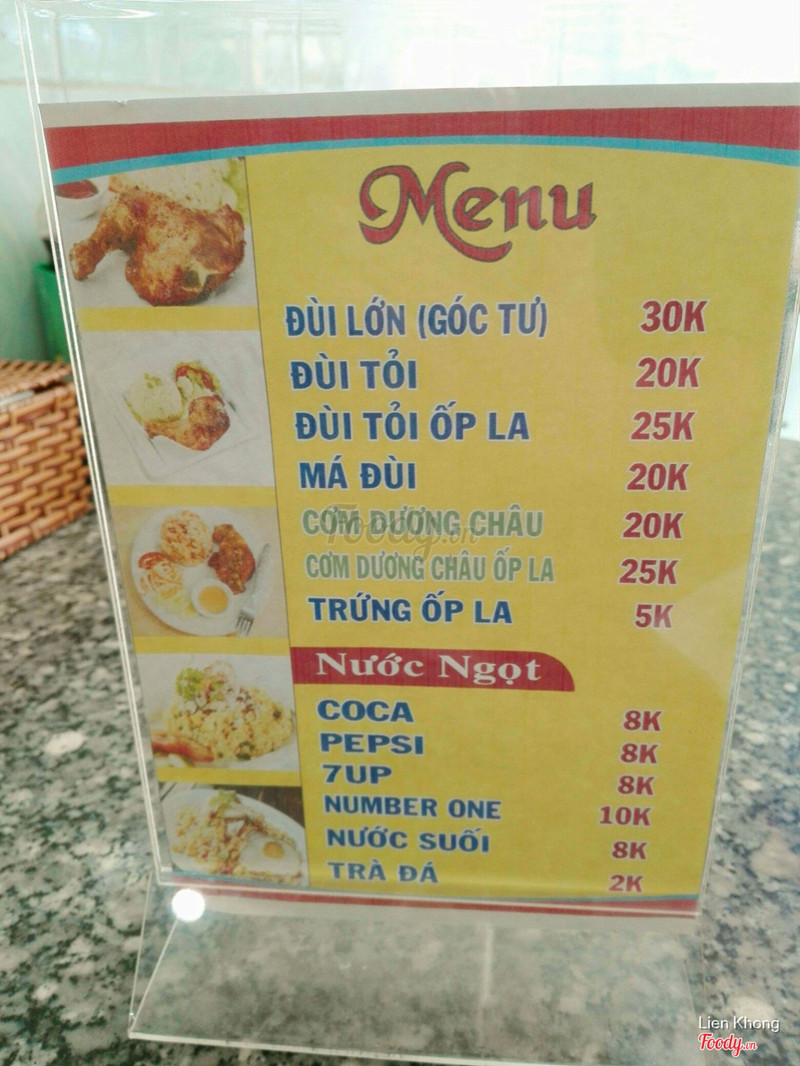 Menu
ĐÙI LỚN (GÓC TƯ) 30K
ĐÙI TỎI 20K
ĐÙI TỎI ỐP LA 25K
MÁ ĐÙI 20K
CƠM DƯƠNG CHÂU 20K
Foody.vn
CƠM DƯƠNG CHÂU ỐP LA 25K
TRỨNG ỐP LA 5K
Nước Ngọt
COCA 8K
PEPSI 8K
7UP 8K
NUMBER ONE 10K
NƯỚC SUỐI 8K
TRÀ ĐÁ 2K
Lien Khong
Foody.vn